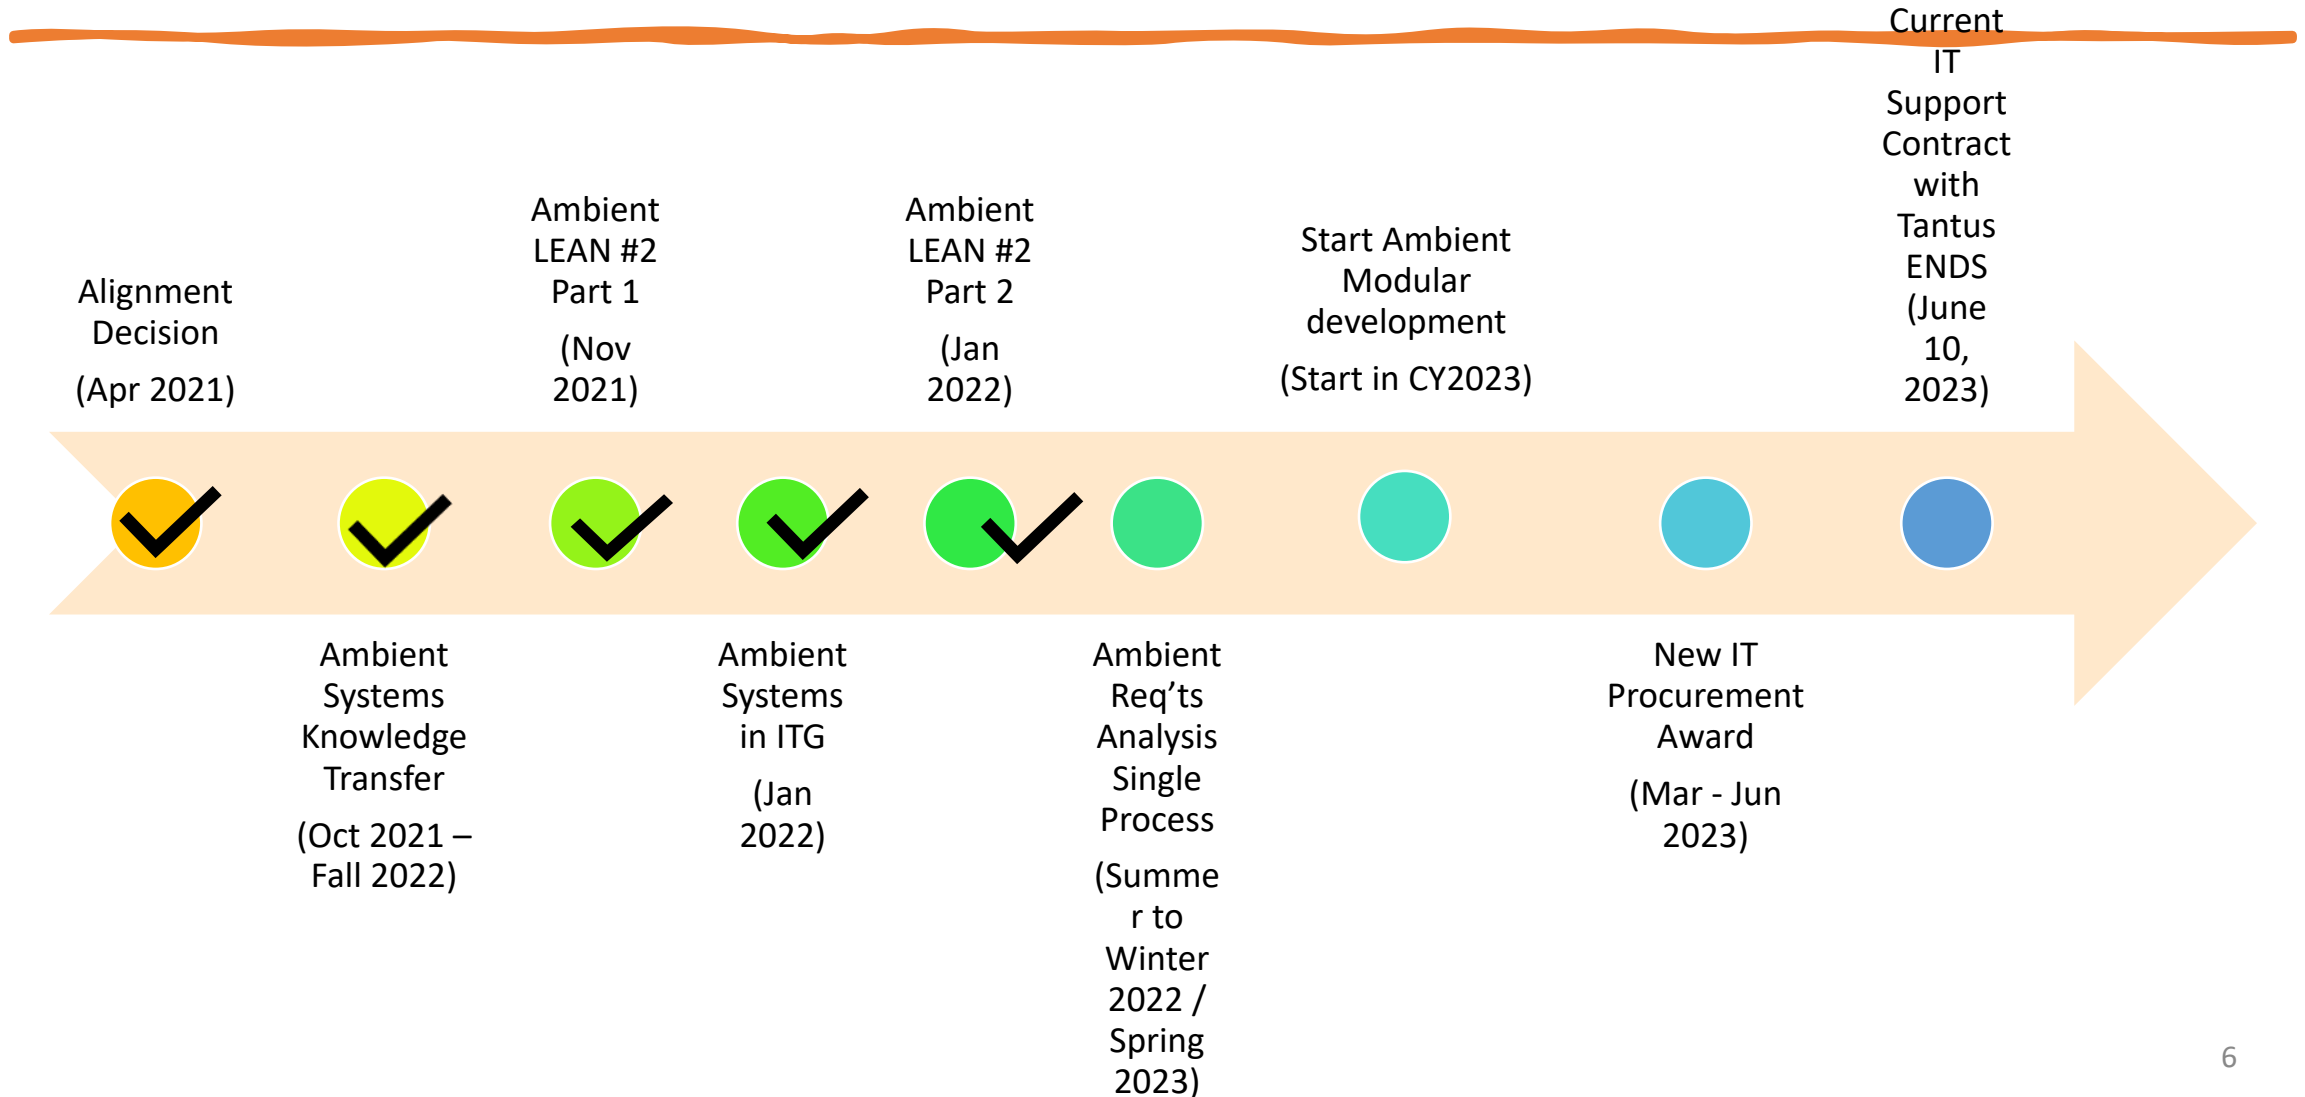 Alignment
Decision
(Apr 2021)
Ambient
Systems
Knowledge
Transfer
(Oct 2021 –
Fall 2022)
Ambient
LEAN #2
Part 1
(Nov
2021)
Ambient
Systems
in ITG
(Jan
2022)
Ambient
LEAN #2
Part 2
(Jan
2022)
Ambient
Req’ts
Analysis
Single
Process
(Summe
r to
Winter
2022 /
Spring
2023)
Start Ambient
Modular
development
(Start in CY2023)
New IT
Procurement
Award
(Mar - Jun
2023)
Current
IT
Support
Contract
with
Tantus
ENDS
(June
10,
2023)
6